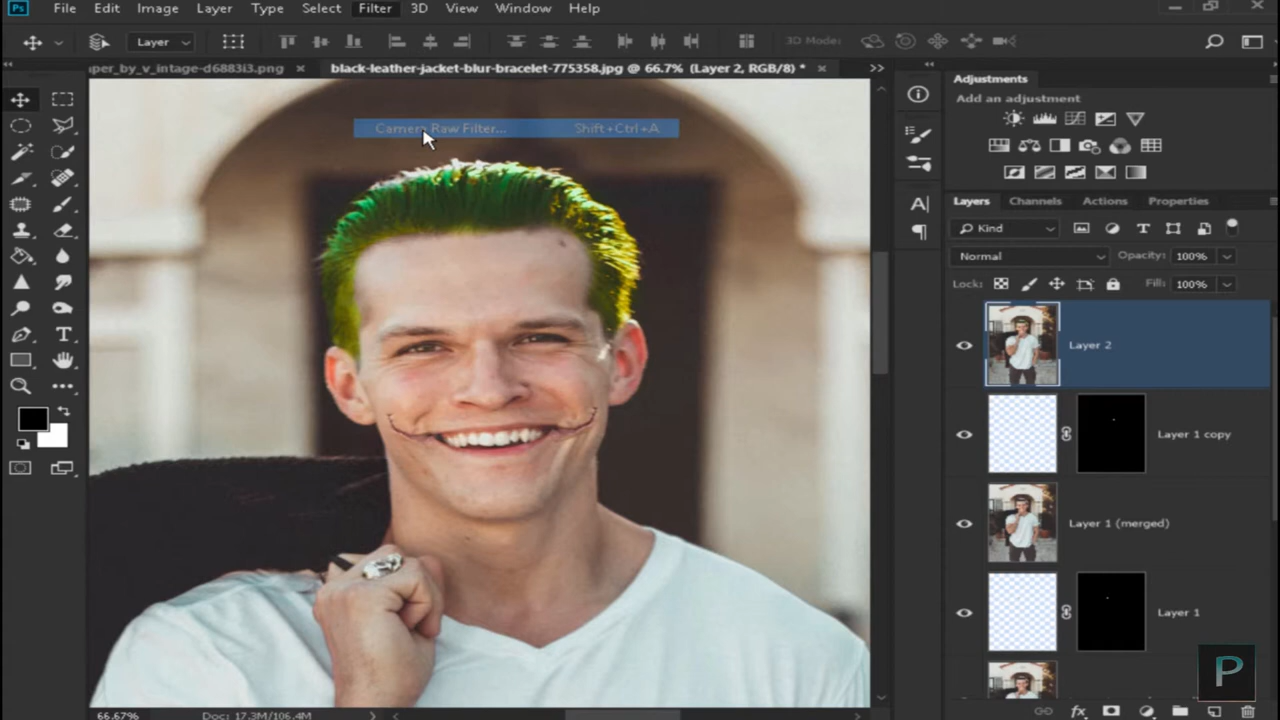 Ps File Edit Image Layer Type Select Filter 3D View Window Help
Layer 3D Mode:
aper_by_v_intage-d6883i3.png × black-leather-jacket-blur-bracelet-775358.jpg @ 66.7% (Layer 2, RGB/8) * × >>
Camera Raw Filter... Shift+Ctrl+A
Adjustments
Add an adjustment
Layers Channels Actions Properties
Kind
Normal Opacity: 100%
Lock: Fill: 100%
Layer 2
Layer 1 copy
Layer 1 (merged)
Layer 1
P
66.67% Doc: 17.3M/106.4M